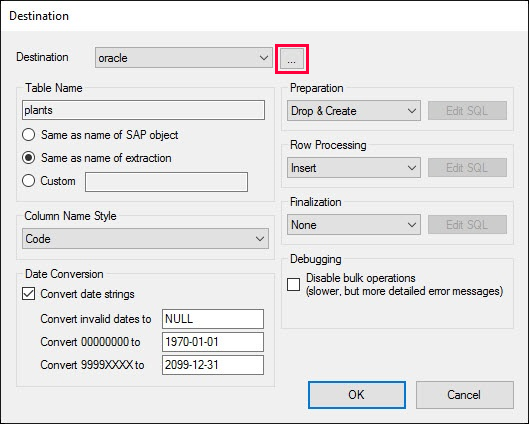 Destination
Destination
oracle
...
Table Name
plants
Same as name of SAP object
Same as name of extraction
Custom
Column Name Style
Code
Date Conversion
Convert date strings
Convert invalid dates to
NULL
Convert 00000000 to
1970-01-01
Convert 9999XXXX to
2099-12-31
Preparation
Drop & Create
Edit SQL
Row Processing
Insert
Edit SQL
Finalization
None
Edit SQL
Debugging
Disable bulk operations
(slower, but more detailed error messages)
OK
Cancel